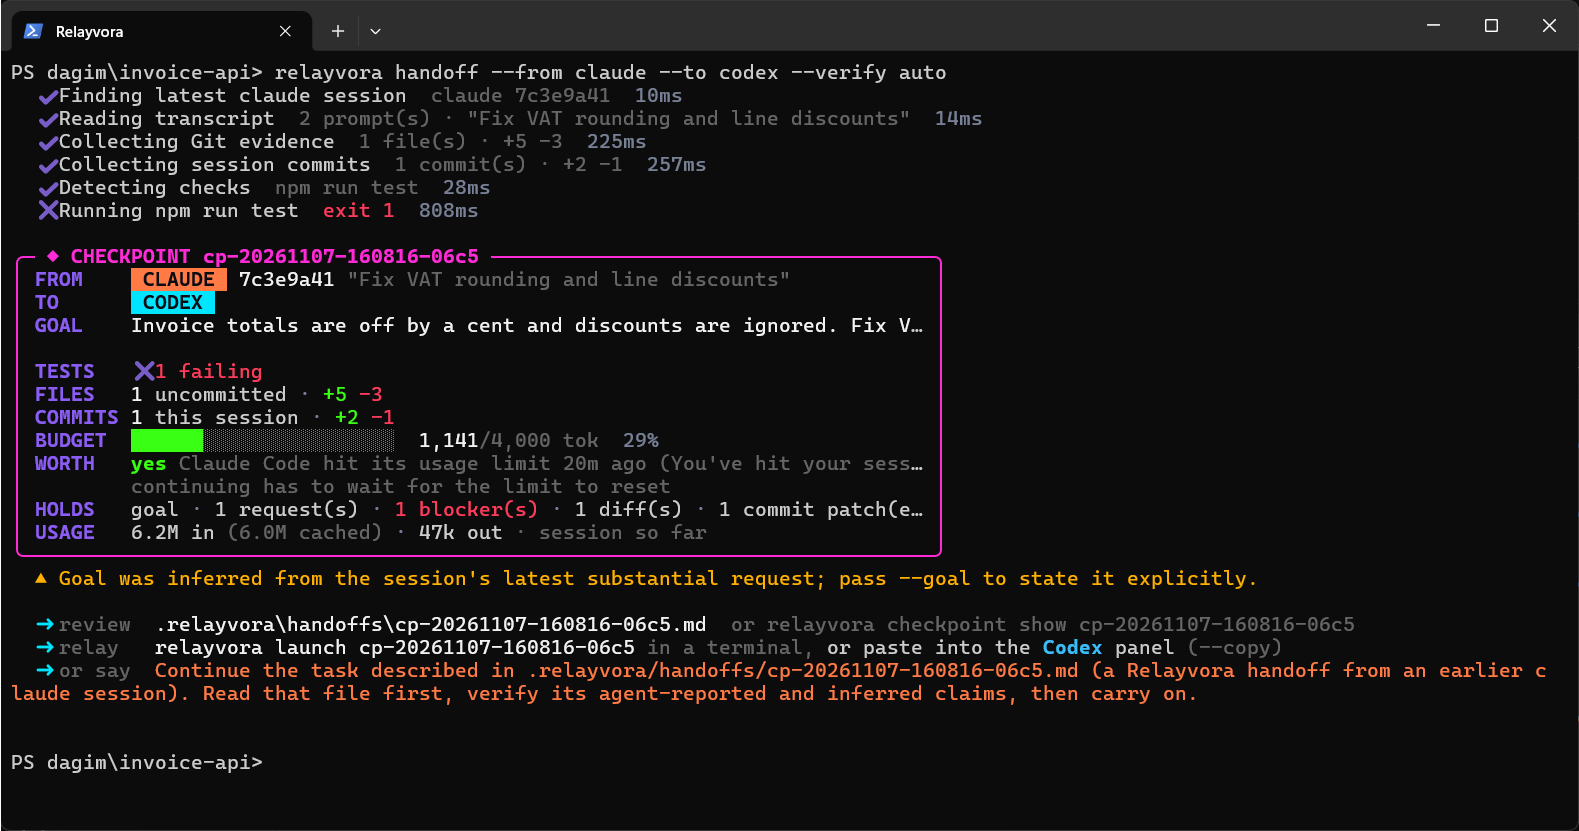 Relayvora
PS dagim\invoice-api> relayvora handoff --from claude --to codex --verify auto
✔Finding latest claude session claude 7c3e9a41 10ms
✔Reading transcript 2 prompt(s) · "Fix VAT rounding and line discounts" 14ms
✔Collecting Git evidence 1 file(s) · +5 -3 225ms
✔Collecting session commits 1 commit(s) · +2 -1 257ms
✔Detecting checks npm run test 28ms
✖Running npm run test exit 1 808ms
◆ CHECKPOINT cp-20261107-160816-06c5
FROM CLAUDE 7c3e9a41 "Fix VAT rounding and line discounts"
TO CODEX
GOAL Invoice totals are off by a cent and discounts are ignored. Fix V…
TESTS ✖1 failing
FILES 1 uncommitted · +5 -3
COMMITS 1 this session · +2 -1
BUDGET 1,141/4,000 tok 29%
WORTH yes Claude Code hit its usage limit 20m ago (You've hit your sess…
continuing has to wait for the limit to reset
HOLDS goal · 1 request(s) · 1 blocker(s) · 1 diff(s) · 1 commit patch(e…
USAGE 6.2M in (6.0M cached) · 47k out · session so far
▲ Goal was inferred from the session's latest substantial request; pass --goal to state it explicitly.
➜ review .relayvora\handoffs\cp-20261107-160816-06c5.md or relayvora checkpoint show cp-20261107-160816-06c5
➜ relay relayvora launch cp-20261107-160816-06c5 in a terminal, or paste into the Codex panel (--copy)
➜ or say Continue the task described in .relayvora/handoffs/cp-20261107-160816-06c5.md (a Relayvora handoff from an earlier c
laude session). Read that file first, verify its agent-reported and inferred claims, then carry on.
PS dagim\invoice-api>